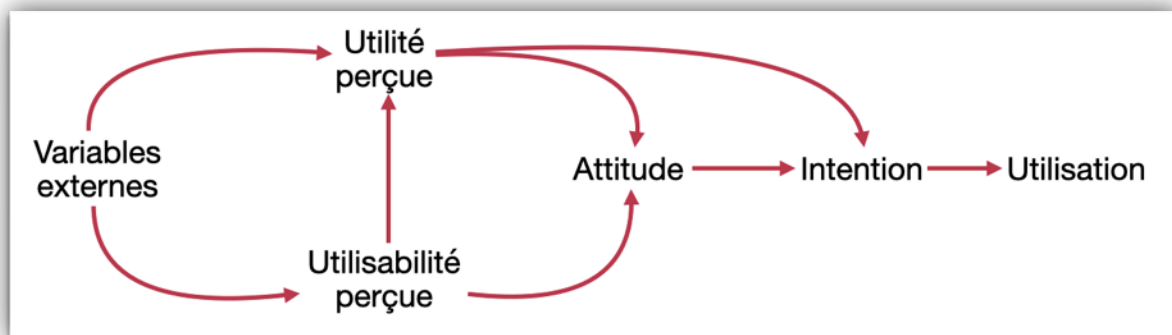 Utilité
perçue
Variables
externes
Attitude
Intention
Utilisation
Utilisabilité
perçue